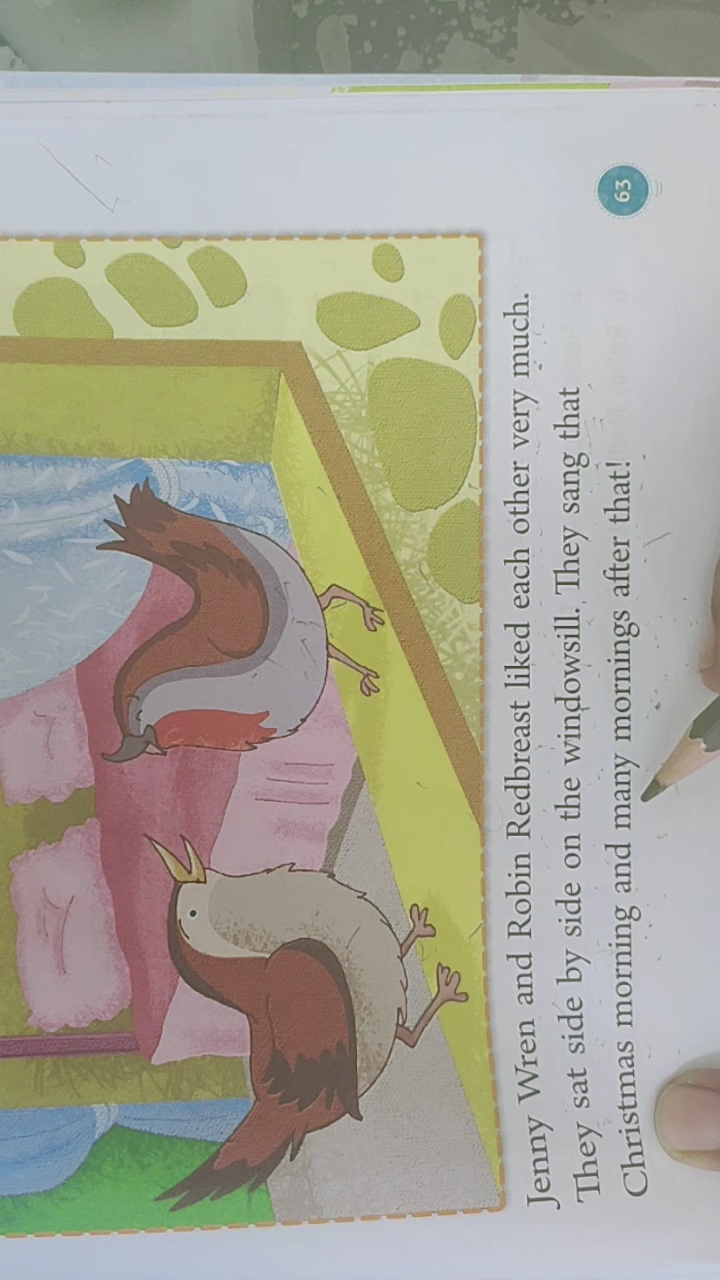 Jenny Wren and Robin Redbreast liked each other very much.
They sat side by side on the windowsill. They sang that
Christmas morning and many mornings after that!
63